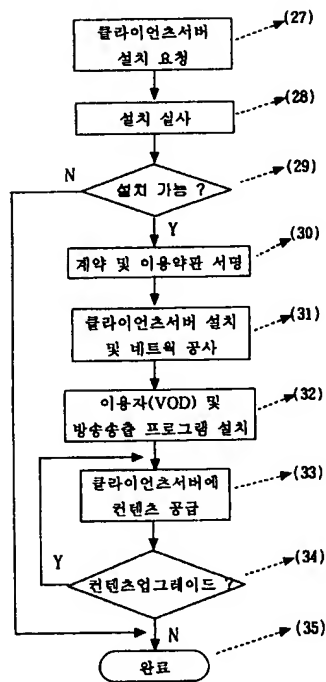 클라이언츠서버
설치 요청
(27)
설치 실사
(28)
N
설치 가능 ?
(29)
Y
계약 및 이용약관 서명
(30)
클라이언츠서버 설치
및 네트웍 공사
(31)
이용자(VOD) 및
방송송출 프로그램 설치
(32)
클라이언츠서버에
컨텐츠 공급
(33)
Y
컨텐츠업그레이드 ?
(34)
N
완료
(35)